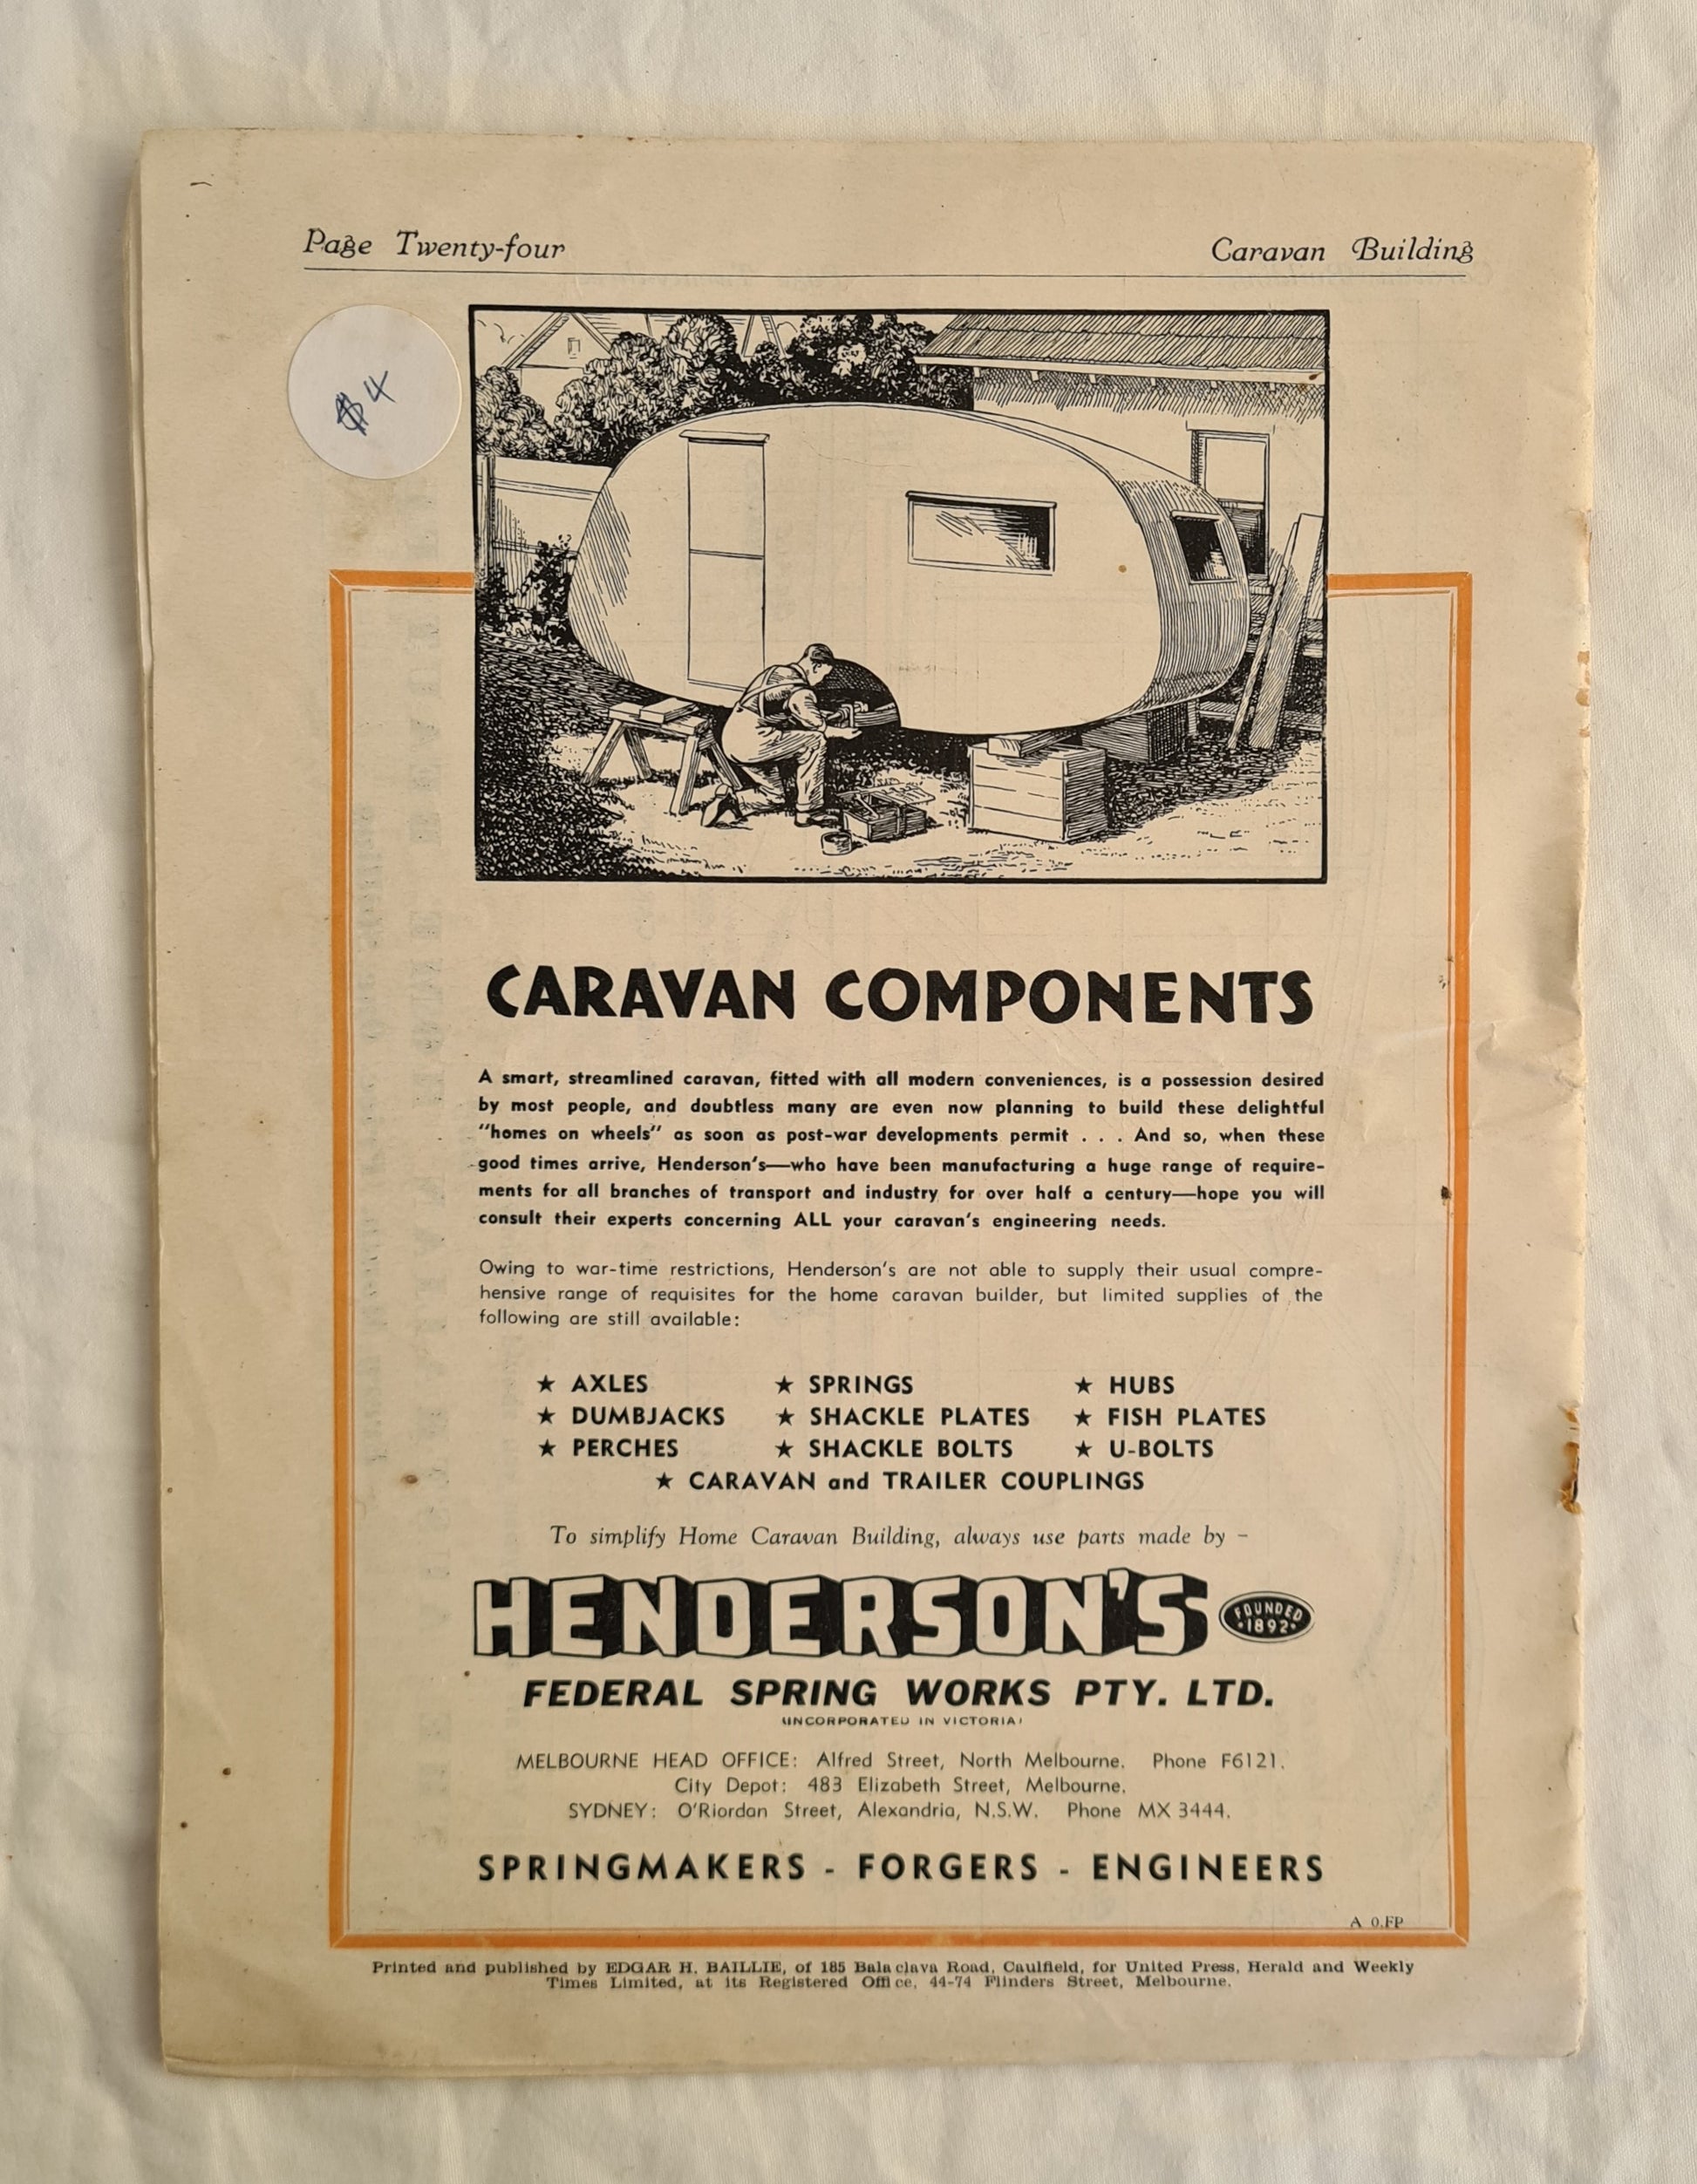 Page Twenty-four
Caravan Building
$4
CARAVAN COMPONENTS
A smart, streamlined caravan, fitted with all modern conveniences, is a possession desired
by most people, and doubtless many are even now planning to build these delightful
"homes on wheels" as soon as post-war developments permit . . . And so, when these
good times arrive, Henderson's—who have been manufacturing a huge range of require-
ments for all branches of transport and industry for over half a century—hope you will
consult their experts concerning ALL your caravan's engineering needs.
Owing to war-time restrictions, Henderson's are not able to supply their usual compre-
hensive range of requisites for the home caravan builder, but limited supplies of the
following are still available:
★ AXLES ★ SPRINGS ★ HUBS
★ DUMBJACKS ★ SHACKLE PLATES ★ FISH PLATES
★ PERCHES ★ SHACKLE BOLTS ★ U-BOLTS
★ CARAVAN and TRAILER COUPLINGS
To simplify Home Caravan Building, always use parts made by –
HENDERSON'S
FOUNDED
·1892·
FEDERAL SPRING WORKS PTY. LTD.
(INCORPORATED IN VICTORIA)
MELBOURNE HEAD OFFICE: Alfred Street, North Melbourne. Phone F6121.
City Depot: 483 Elizabeth Street, Melbourne.
SYDNEY: O'Riordan Street, Alexandria, N.S.W. Phone MX 3444.
SPRINGMAKERS - FORGERS - ENGINEERS
A 0.FP
Printed and published by EDGAR H. BAILLIE, of 185 Balaclava Road, Caulfield, for United Press, Herald and Weekly
Times Limited, at its Registered Office, 44-74 Flinders Street, Melbourne.